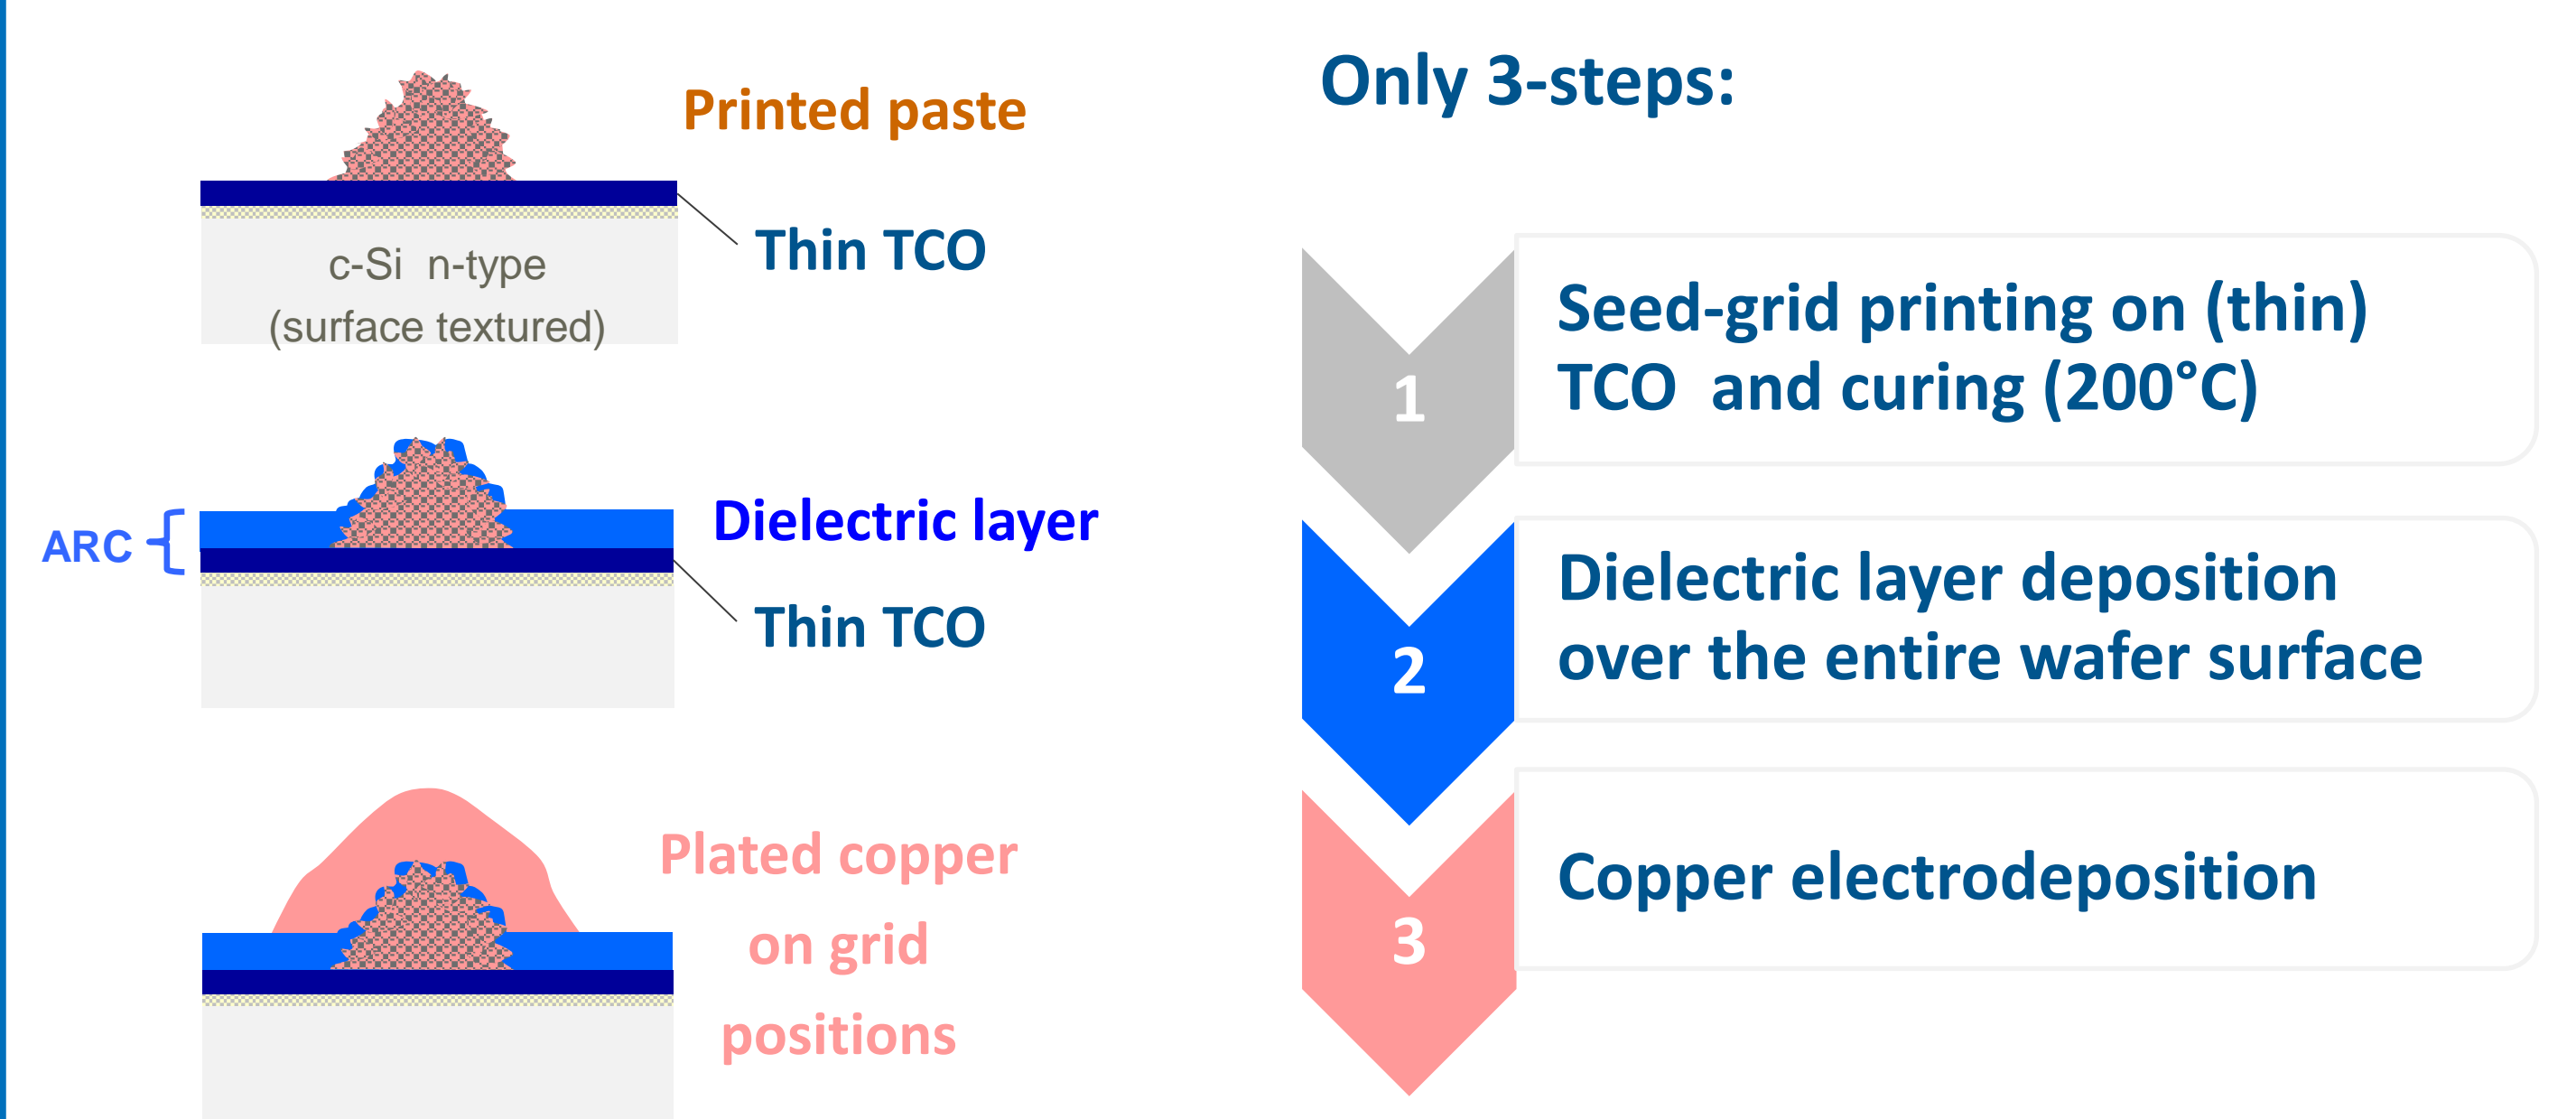 Printed paste
Thin TCO
c-Si n-type
(surface textured)
ARC
Dielectric layer
Thin TCO
Plated copper
on grid
positions
Only 3-steps:
1
Seed-grid printing on (thin)
TCO and curing (200°C)
2
Dielectric layer deposition
over the entire wafer surface
3
Copper electrodeposition